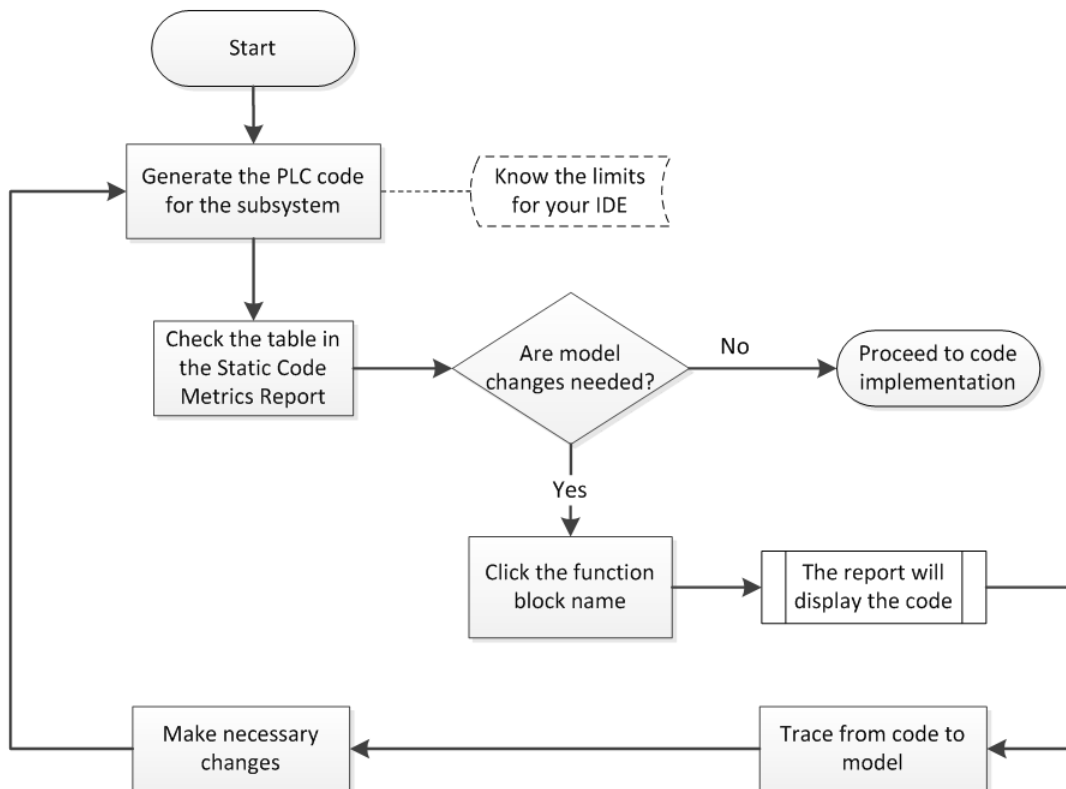 Start
Generate the PLC code
for the subsystem
Know the limits
for your IDE
Check the table in
the Static Code
Metrics Report
Are model
changes needed?
No
Proceed to code
implementation
Yes
Click the function
block name
The report will
display the code
Make necessary
changes
Trace from code to
model